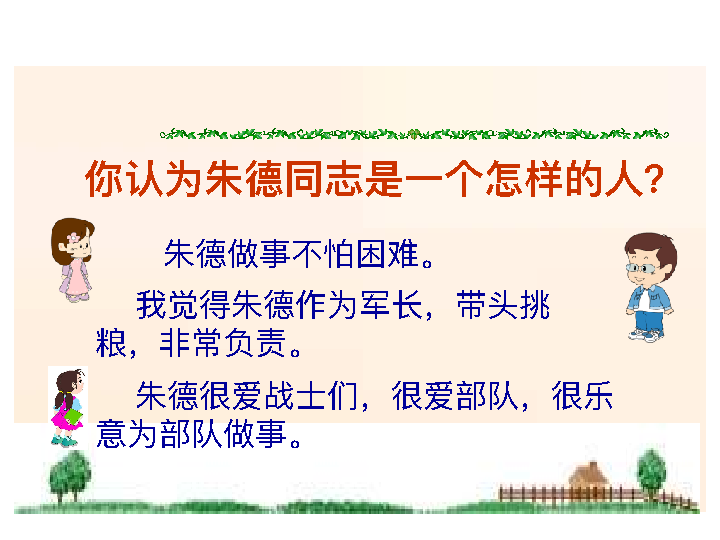 你认为朱德同志是一个怎样的人?
朱德做事不怕困难。
我觉得朱德作为军长，带头挑
粮，非常负责。
朱德很爱战士们，很爱部队，很乐
意为部队做事。